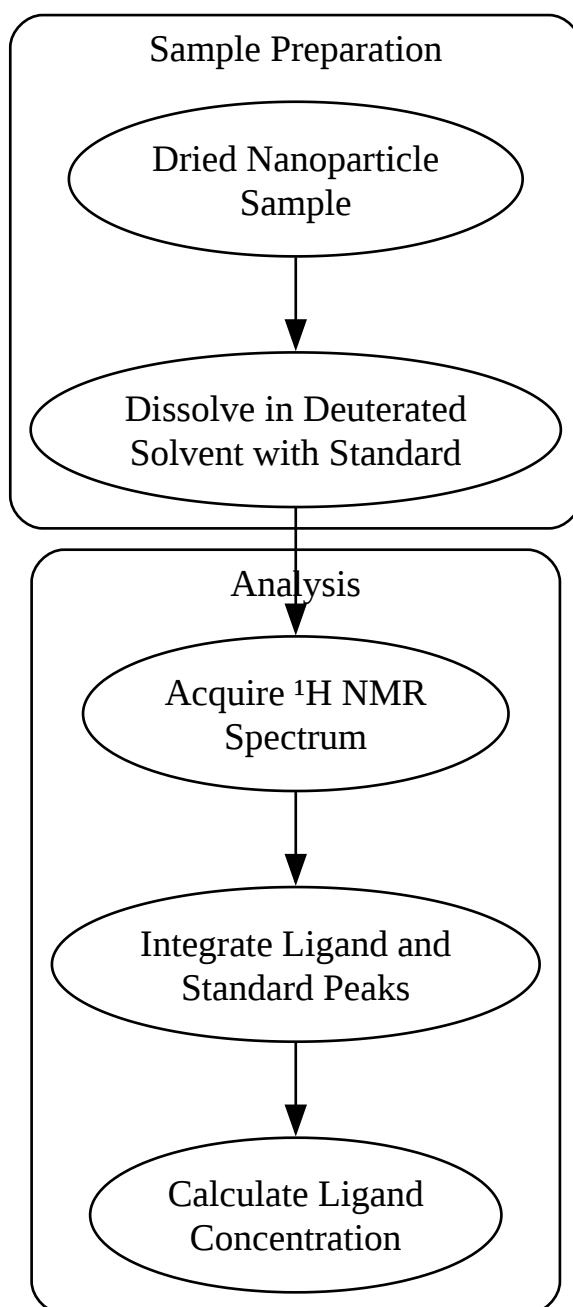 Sample Preparation
Dried Nanoparticle
Sample
Dissolve in Deuterated
Solvent with Standard
Analysis
Acquire ¹H NMR
Spectrum
Integrate Ligand and
Standard Peaks
Calculate Ligand
Concentration